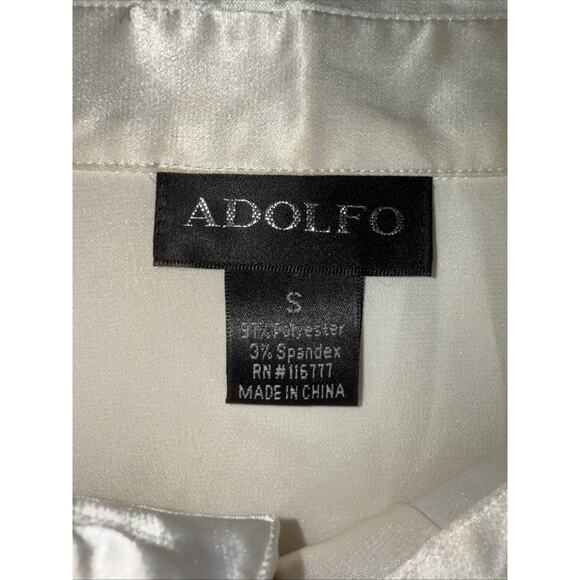 ADOLFO
S
97% Polyester
3% Spandex
RN#116777
MADE IN CHINA